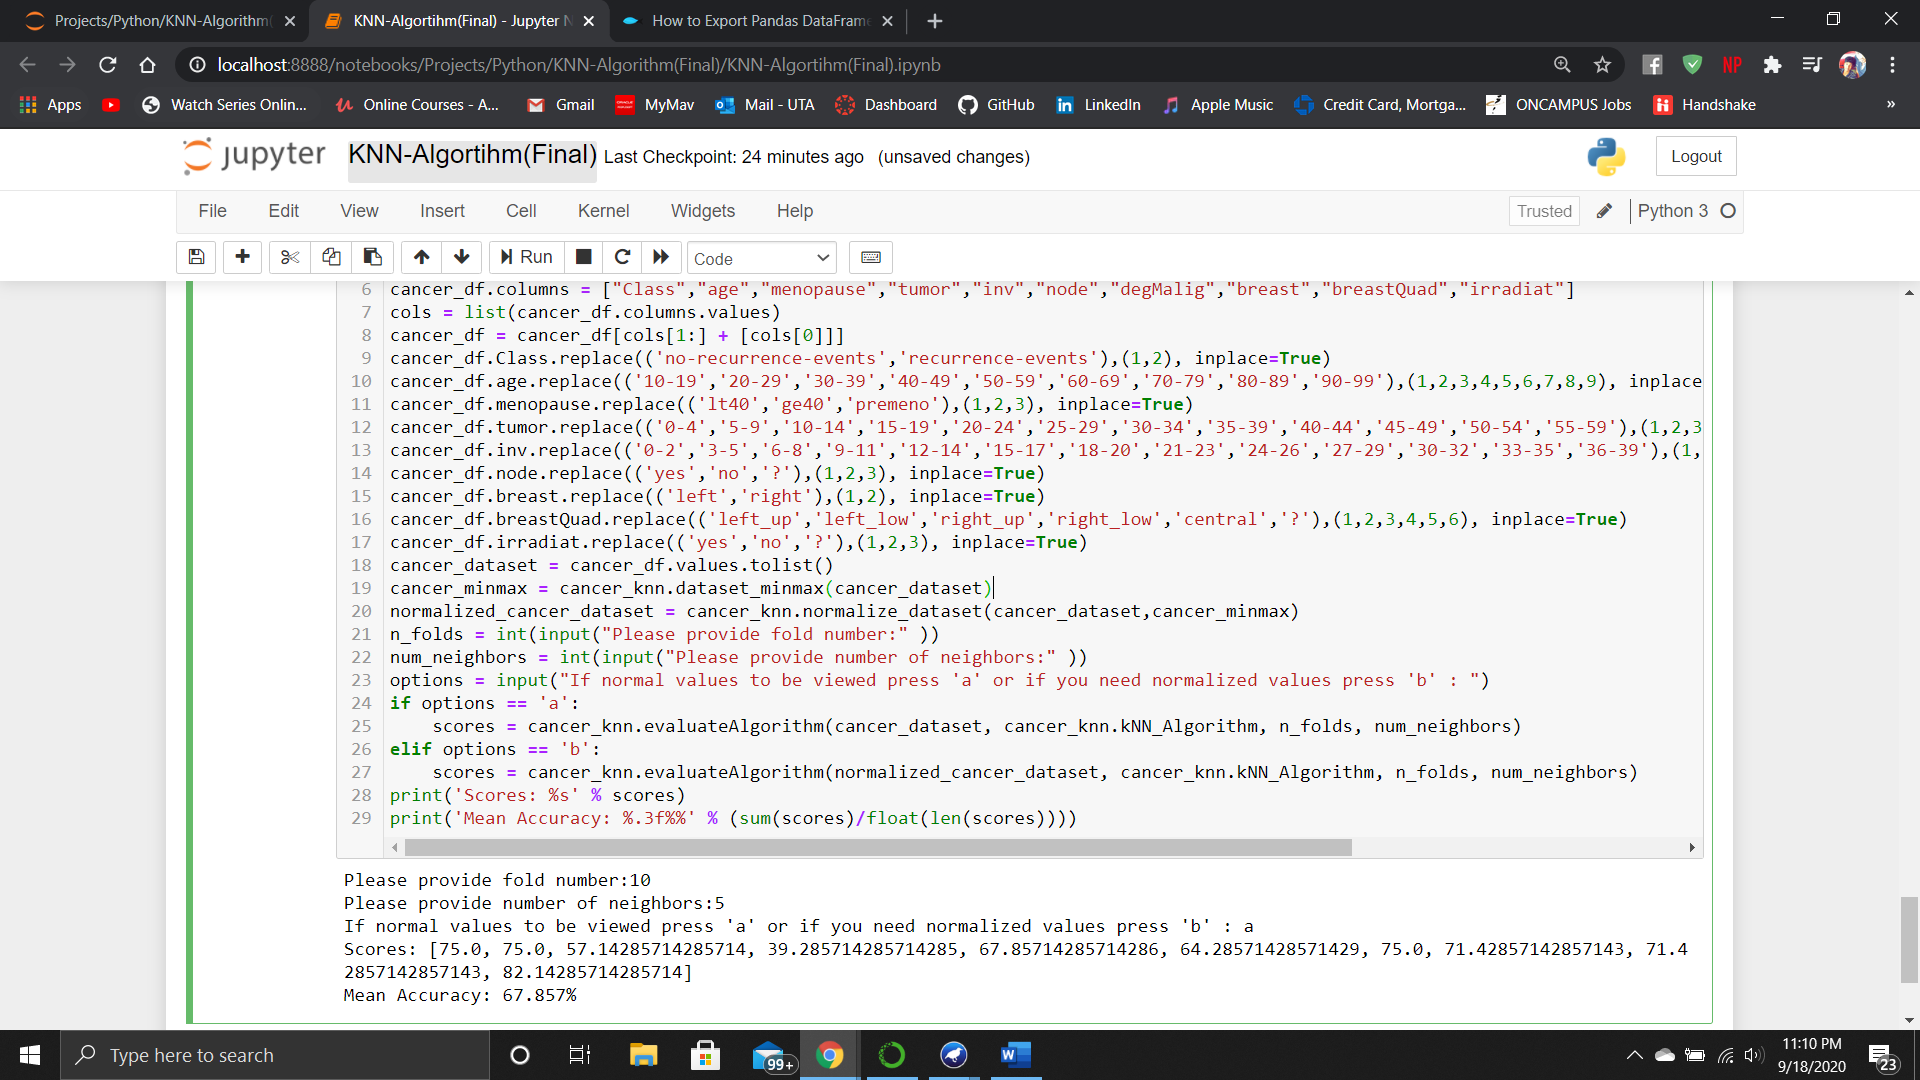 Projects/Python/KNN-Algorithm(
KNN-Algortihm(Final) - Jupyter N
How to Export Pandas DataFrame
localhost:8888/notebooks/Projects/Python/KNN-Algorithm(Final)/KNN-Algortihm(Final).ipynb
NP
Apps
Watch Series Onlin...
Online Courses - A...
Gmail
MyMav
Mail - UTA
Dashboard
GitHub
LinkedIn
Apple Music
Credit Card, Mortga...
ONCAMPUS Jobs
Handshake
»
jupyter KNN-Algortihm(Final) Last Checkpoint: 24 minutes ago (unsaved changes)
Logout
File Edit View Insert Cell Kernel Widgets Help
Trusted
Python 3
Run
Code
6 cancer_df.columns = ["Class","age","menopause","tumor","inv","node","degMalig","breast","breastQuad","irradiat"]
7 cols = list(cancer_df.columns.values)
8 cancer_df = cancer_df[cols[1:] + [cols[0]]]
9 cancer_df.Class.replace(('no-recurrence-events','recurrence-events'),(1,2), inplace=True)
10 cancer_df.age.replace(('10-19','20-29','30-39','40-49','50-59','60-69','70-79','80-89','90-99'),(1,2,3,4,5,6,7,8,9), inplace
11 cancer_df.menopause.replace(('lt40','ge40','premeno'),(1,2,3), inplace=True)
12 cancer_df.tumor.replace(('0-4','5-9','10-14','15-19','20-24','25-29','30-34','35-39','40-44','45-49','50-54','55-59'),(1,2,3
13 cancer_df.inv.replace(('0-2','3-5','6-8','9-11','12-14','15-17','18-20','21-23','24-26','27-29','30-32','33-35','36-39'),(1,
14 cancer_df.node.replace(('yes','no','?'),(1,2,3), inplace=True)
15 cancer_df.breast.replace(('left','right'),(1,2), inplace=True)
16 cancer_df.breastQuad.replace(('left_up','left_low','right_up','right_low','central','?'),(1,2,3,4,5,6), inplace=True)
17 cancer_df.irradiat.replace(('yes','no','?'),(1,2,3), inplace=True)
18 cancer_dataset = cancer_df.values.tolist()
19 cancer_minmax = cancer_knn.dataset_minmax(cancer_dataset)
20 normalized_cancer_dataset = cancer_knn.normalize_dataset(cancer_dataset,cancer_minmax)
21 n_folds = int(input("Please provide fold number:" ))
22 num_neighbors = int(input("Please provide number of neighbors:" ))
23 options = input("If normal values to be viewed press 'a' or if you need normalized values press 'b' : ")
24 if options == 'a':
25     scores = cancer_knn.evaluateAlgorithm(cancer_dataset, cancer_knn.kNN_Algorithm, n_folds, num_neighbors)
26 elif options == 'b':
27     scores = cancer_knn.evaluateAlgorithm(normalized_cancer_dataset, cancer_knn.kNN_Algorithm, n_folds, num_neighbors)
28 print('Scores: %s' % scores)
29 print('Mean Accuracy: %.3f%%' % (sum(scores)/float(len(scores))))
Please provide fold number:10
Please provide number of neighbors:5
If normal values to be viewed press 'a' or if you need normalized values press 'b' : a
Scores: [75.0, 75.0, 57.14285714285714, 39.285714285714285, 67.85714285714286, 64.28571428571429, 75.0, 71.42857142857143, 71.4
2857142857143, 82.14285714285714]
Mean Accuracy: 67.857%
Type here to search
99+
W
11:10 PM
9/18/2020
23